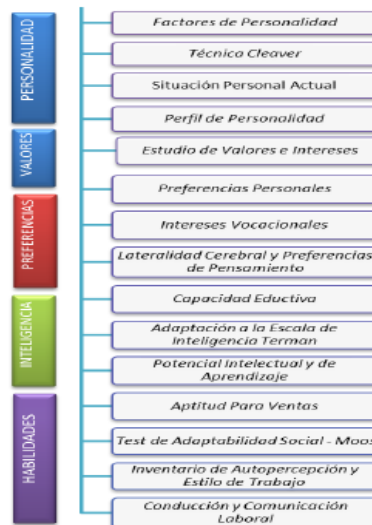 PERSONALIDAD
Factores de Personalidad
Técnica Cleaver
Situación Personal Actual
Perfil de Personalidad
VALORES
Estudio de Valores e Intereses
PREFERENCIAS
Preferencias Personales
Intereses Vocacionales
Lateralidad Cerebral y Preferencias
de Pensamiento
INTELIGENCIA
Capacidad Eductiva
Adaptación a la Escala de
Inteligencia Terman
Potencial Intelectual y de
Aprendizaje
HABILIDADES
Aptitud Para Ventas
Test de Adaptabilidad Social - Moos
Inventario de Autopercepción y
Estilo de Trabajo
Conducción y Comunicación
Laboral